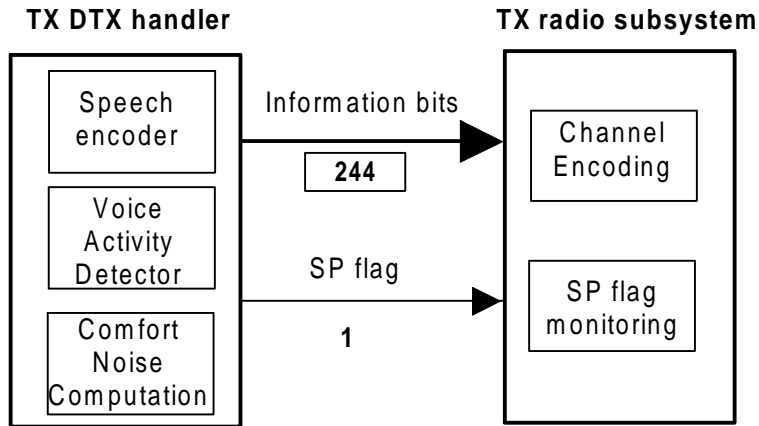 TX DTX handler
TX radio subsystem
Speech
encoder
Information bits
244
Channel
Encoding
Voice
Activity
Detector
SP flag
1
SP flag
monitoring
Comfort
Noise
Computation